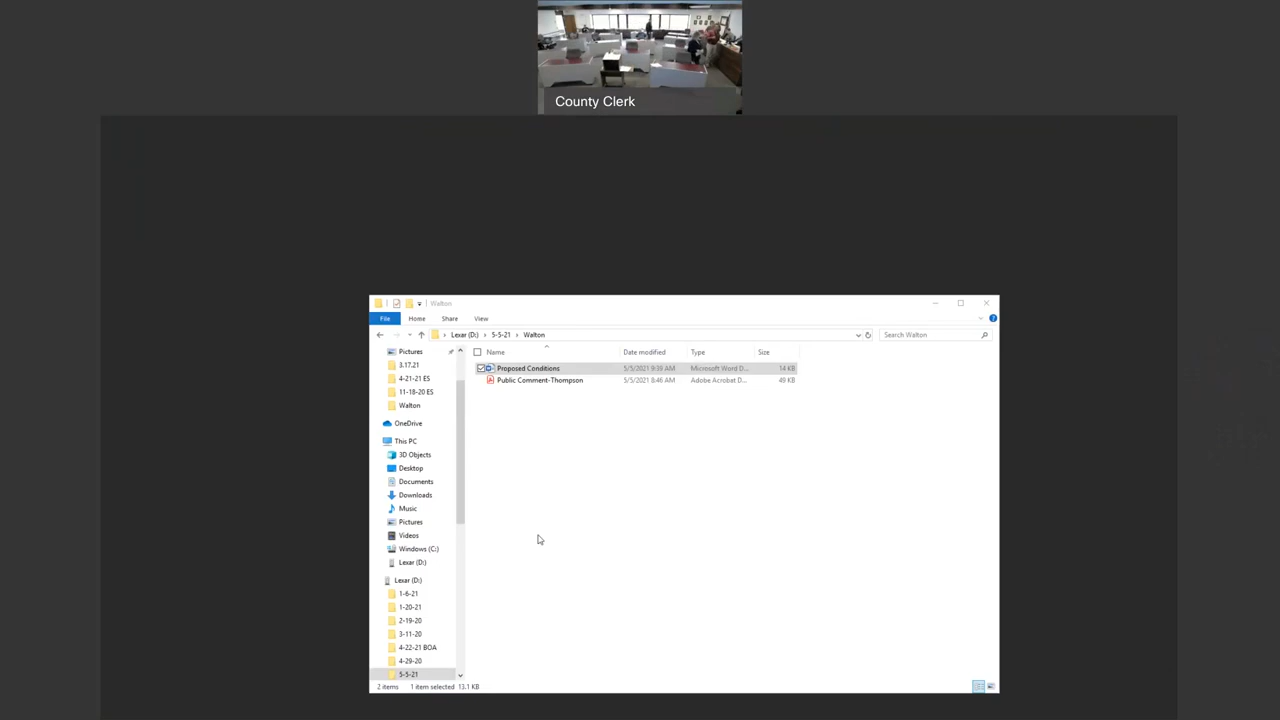 County Clerk
Walton
File Home Share View
Lexar (D:) 5-5-21 Walton
Search Walton
Name Date modified Type Size
Proposed Conditions 5/5/2021 9:39 AM Microsoft Word D... 14 KB
Public Comment-Thompson 5/5/2021 8:46 AM Adobe Acrobat D... 49 KB
Pictures
3.17.21
4-21-21 ES
11-18-20 ES
Walton
OneDrive
This PC
3D Objects
Desktop
Documents
Downloads
Music
Pictures
Videos
Windows (C:)
Lexar (D:)
Lexar (D:)
1-6-21
1-20-21
2-19-20
3-11-20
4-22-21 BOA
4-29-20
5-5-21
2 items 1 item selected 13.1 KB